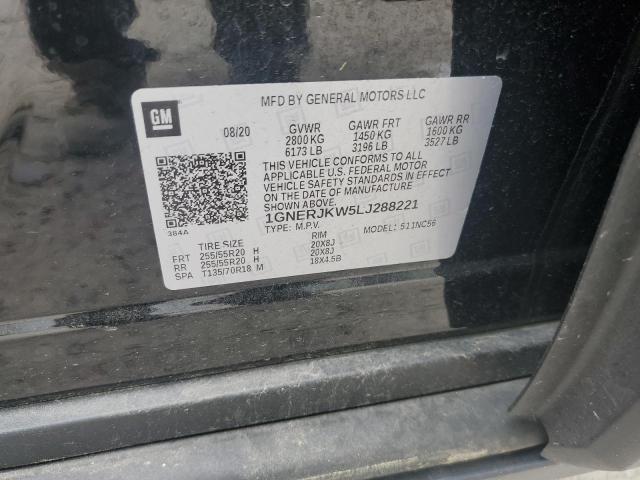 GM
MFD BY GENERAL MOTORS LLC
08/20 GVWR GAWR FRT GAWR RR
2800 KG 1450 KG 1600 KG
6173 LB 3196 LB 3527 LB
THIS VEHICLE CONFORMS TO ALL
APPLICABLE U.S. FEDERAL MOTOR
VEHICLE SAFETY STANDARDS IN EFFECT
ON THE DATE OF MANUFACTURE
SHOWN ABOVE.
1GNERJKW5LJ288221
TYPE: M.P.V. MODEL: 511NC56
384A
TIRE SIZE RIM
FRT 255/55R20 H 20X8J
RR 255/55R20 H 20X8J
SPA T135/70R18 M 18X4.5B